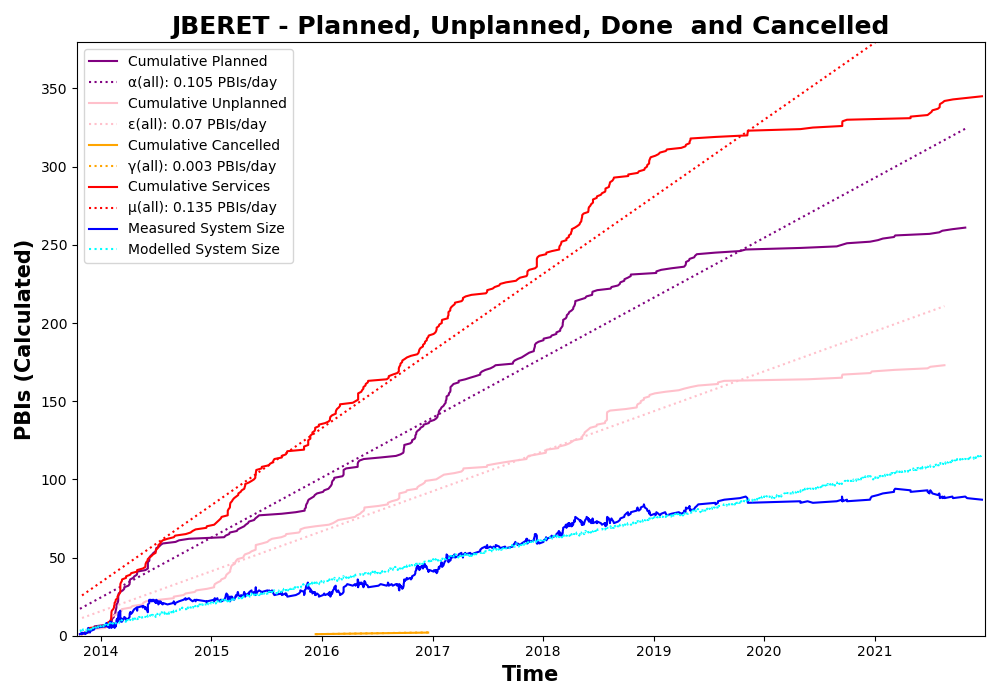 JBERET - Planned, Unplanned, Done  and Cancelled
Cumulative Planned
α(all): 0.105 PBIs/day
Cumulative Unplanned
ε(all): 0.07 PBIs/day
Cumulative Cancelled
γ(all): 0.003 PBIs/day
Cumulative Services
μ(all): 0.135 PBIs/day
Measured System Size
Modelled System Size
PBIs (Calculated)
350
300
250
200
150
100
50
0
2014 2015 2016 2017 2018 2019 2020 2021
Time